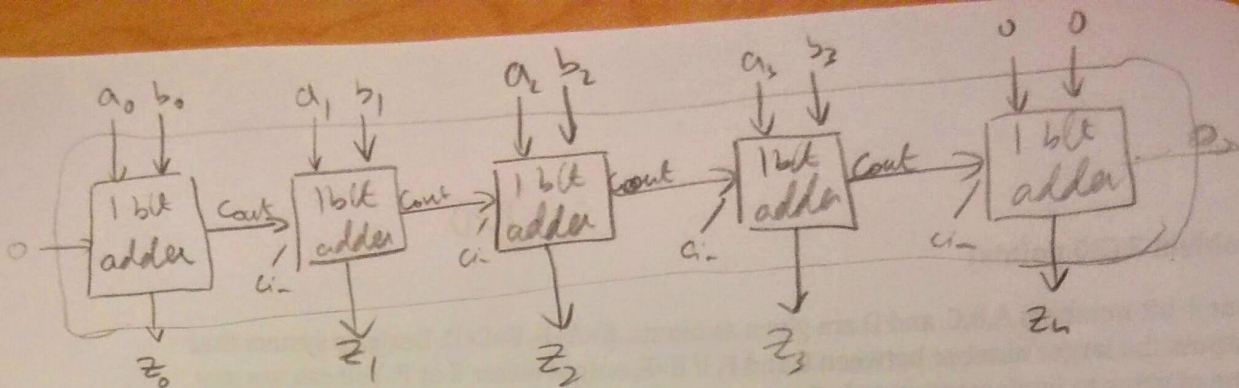 a₀ b₀ a₁ b₁ a₂ b₂ a₃ b₃ 0 0
0 1 bit adder Cout Cin 1 bit adder Cout Cin 1 bit adder Cout Cin 1 bit adder Cout Cin 1 bit adder
Z₀ Z₁ Z₂ Z₃ Z₄